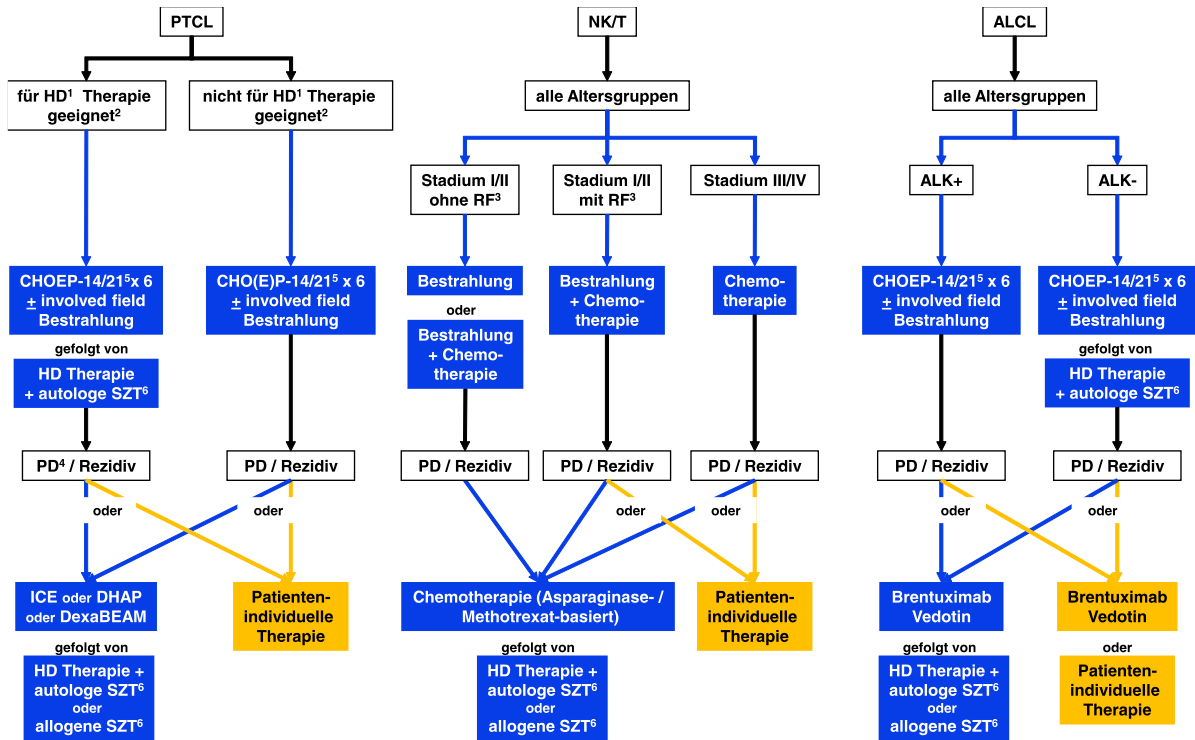 PTCL
für HD¹ Therapie
geeignet²
nicht für HD¹ Therapie
geeignet²
CHOEP-14/21⁵x 6
± involved field
Bestrahlung
gefolgt von
HD Therapie
+ autologe SZT⁶
CHO(E)P-14/21⁵ x 6
± involved field
Bestrahlung
PD⁴ / Rezidiv
PD / Rezidiv
oder
oder
ICE oder DHAP
oder DexaBEAM
gefolgt von
HD Therapie +
autologe SZT⁶
oder
allogene SZT⁶
Patienten-
individuelle
Therapie
NK/T
alle Altersgruppen
Stadium I/II
ohne RF³
Stadium I/II
mit RF³
Stadium III/IV
Bestrahlung
oder
Bestrahlung
+ Chemo-
therapie
Bestrahlung
+ Chemo-
therapie
Chemo-
therapie
PD / Rezidiv
PD / Rezidiv
PD / Rezidiv
oder
oder
Chemotherapie (Asparaginase- /
Methotrexat-basiert)
gefolgt von
HD Therapie +
autologe SZT⁶
oder
allogene SZT⁶
Patienten-
individuelle
Therapie
ALCL
alle Altersgruppen
ALK+
ALK-
CHOEP-14/21⁵ x 6
± involved field
Bestrahlung
CHOEP-14/21⁵ x 6
± involved field
Bestrahlung
gefolgt von
HD Therapie
+ autologe SZT⁶
PD / Rezidiv
PD / Rezidiv
oder
oder
Brentuximab
Vedotin
gefolgt von
HD Therapie +
autologe SZT⁶
oder
allogene SZT⁶
Brentuximab
Vedotin
oder
Patienten-
individuelle
Therapie